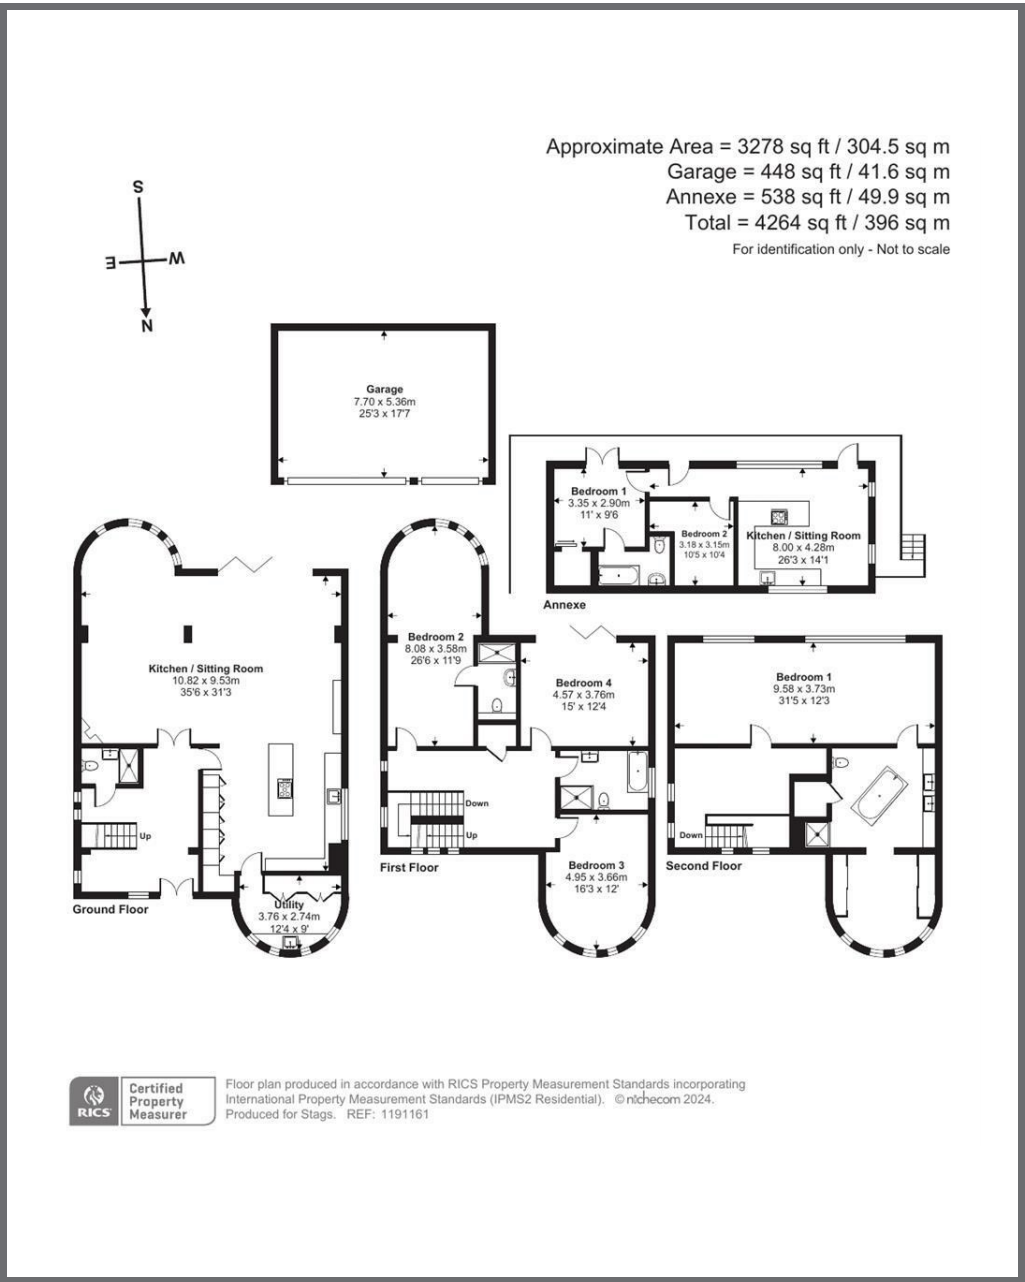 Approximate Area = 3278 sq ft / 304.5 sq m
Garage = 448 sq ft / 41.6 sq m
Annexe = 538 sq ft / 49.9 sq m
Total = 4264 sq ft / 396 sq m
For identification only - Not to scale
S
E
W
N
Garage
7.70 x 5.36m
25'3 x 17'7
Bedroom 1
3.35 x 2.90m
11' x 9'6
Bedroom 2
3.18 x 3.15m
10'5 x 10'4
Kitchen / Sitting Room
8.00 x 4.28m
26'3 x 14'1
Annexe
Kitchen / Sitting Room
10.82 x 9.53m
35'6 x 31'3
Up
Utility
3.76 x 2.74m
12'4 x 9'
Ground Floor
Bedroom 2
8.08 x 3.58m
26'6 x 11'9
Bedroom 4
4.57 x 3.76m
15' x 12'4
Down
Up
Bedroom 3
4.95 x 3.66m
16'3 x 12'
First Floor
Bedroom 1
9.58 x 3.73m
31'5 x 12'3
Down
Second Floor
RICS
Certified
Property
Measurer
Floor plan produced in accordance with RICS Property Measurement Standards incorporating
International Property Measurement Standards (IPMS2 Residential). © nichecom 2024.
Produced for Stags. REF: 1191161